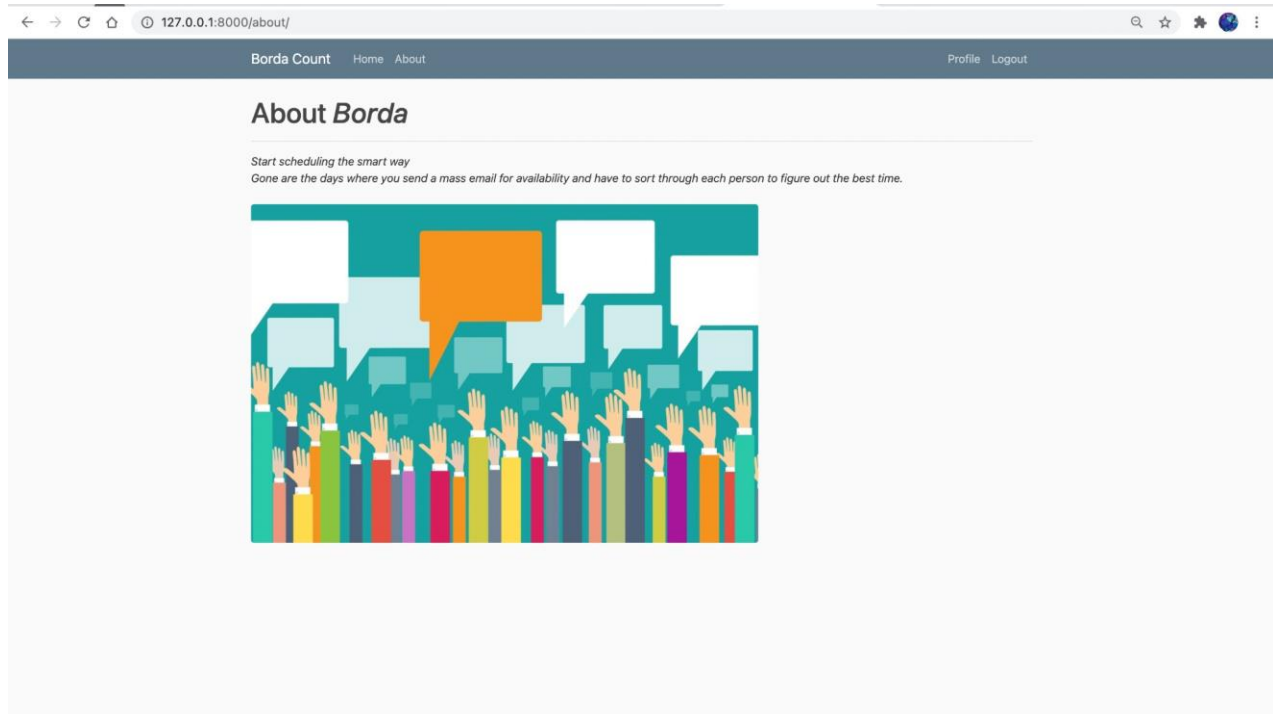 127.0.0.1:8000/about/
Borda Count Home About Profile Logout
About Borda
Start scheduling the smart way
Gone are the days where you send a mass email for availability and have to sort through each person to figure out the best time.